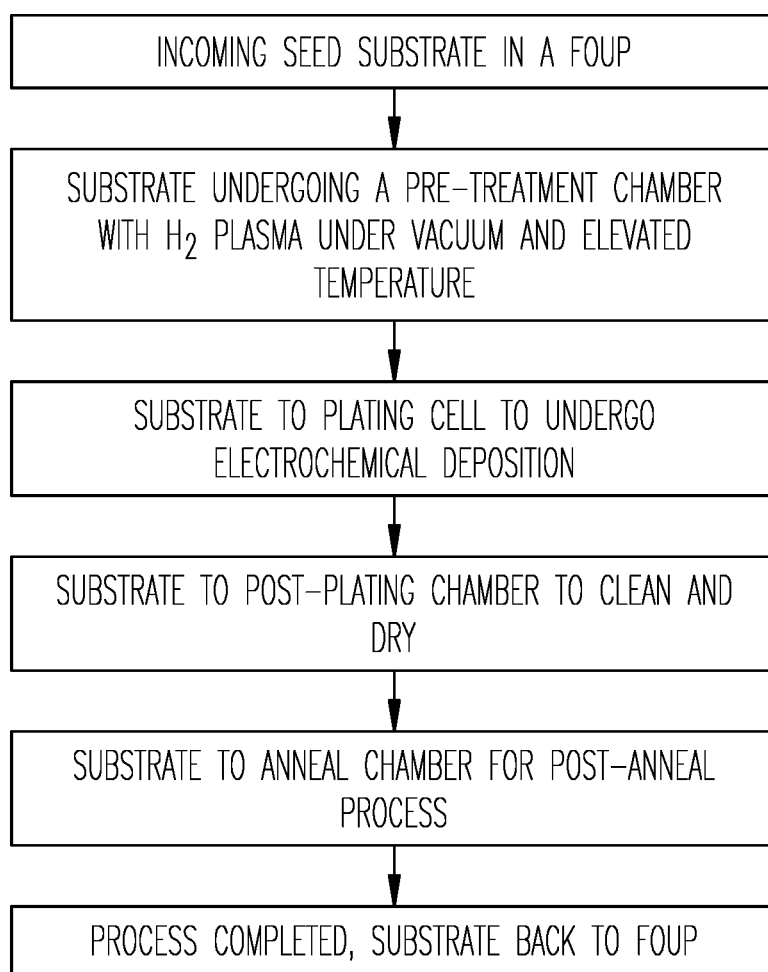 INCOMING SEED SUBSTRATE IN A FOUP
SUBSTRATE UNDERGOING A PRE-TREATMENT CHAMBER
WITH H₂ PLASMA UNDER VACUUM AND ELEVATED
TEMPERATURE
SUBSTRATE TO PLATING CELL TO UNDERGO
ELECTROCHEMICAL DEPOSITION
SUBSTRATE TO POST-PLATING CHAMBER TO CLEAN AND
DRY
SUBSTRATE TO ANNEAL CHAMBER FOR POST-ANNEAL
PROCESS
PROCESS COMPLETED, SUBSTRATE BACK TO FOUP